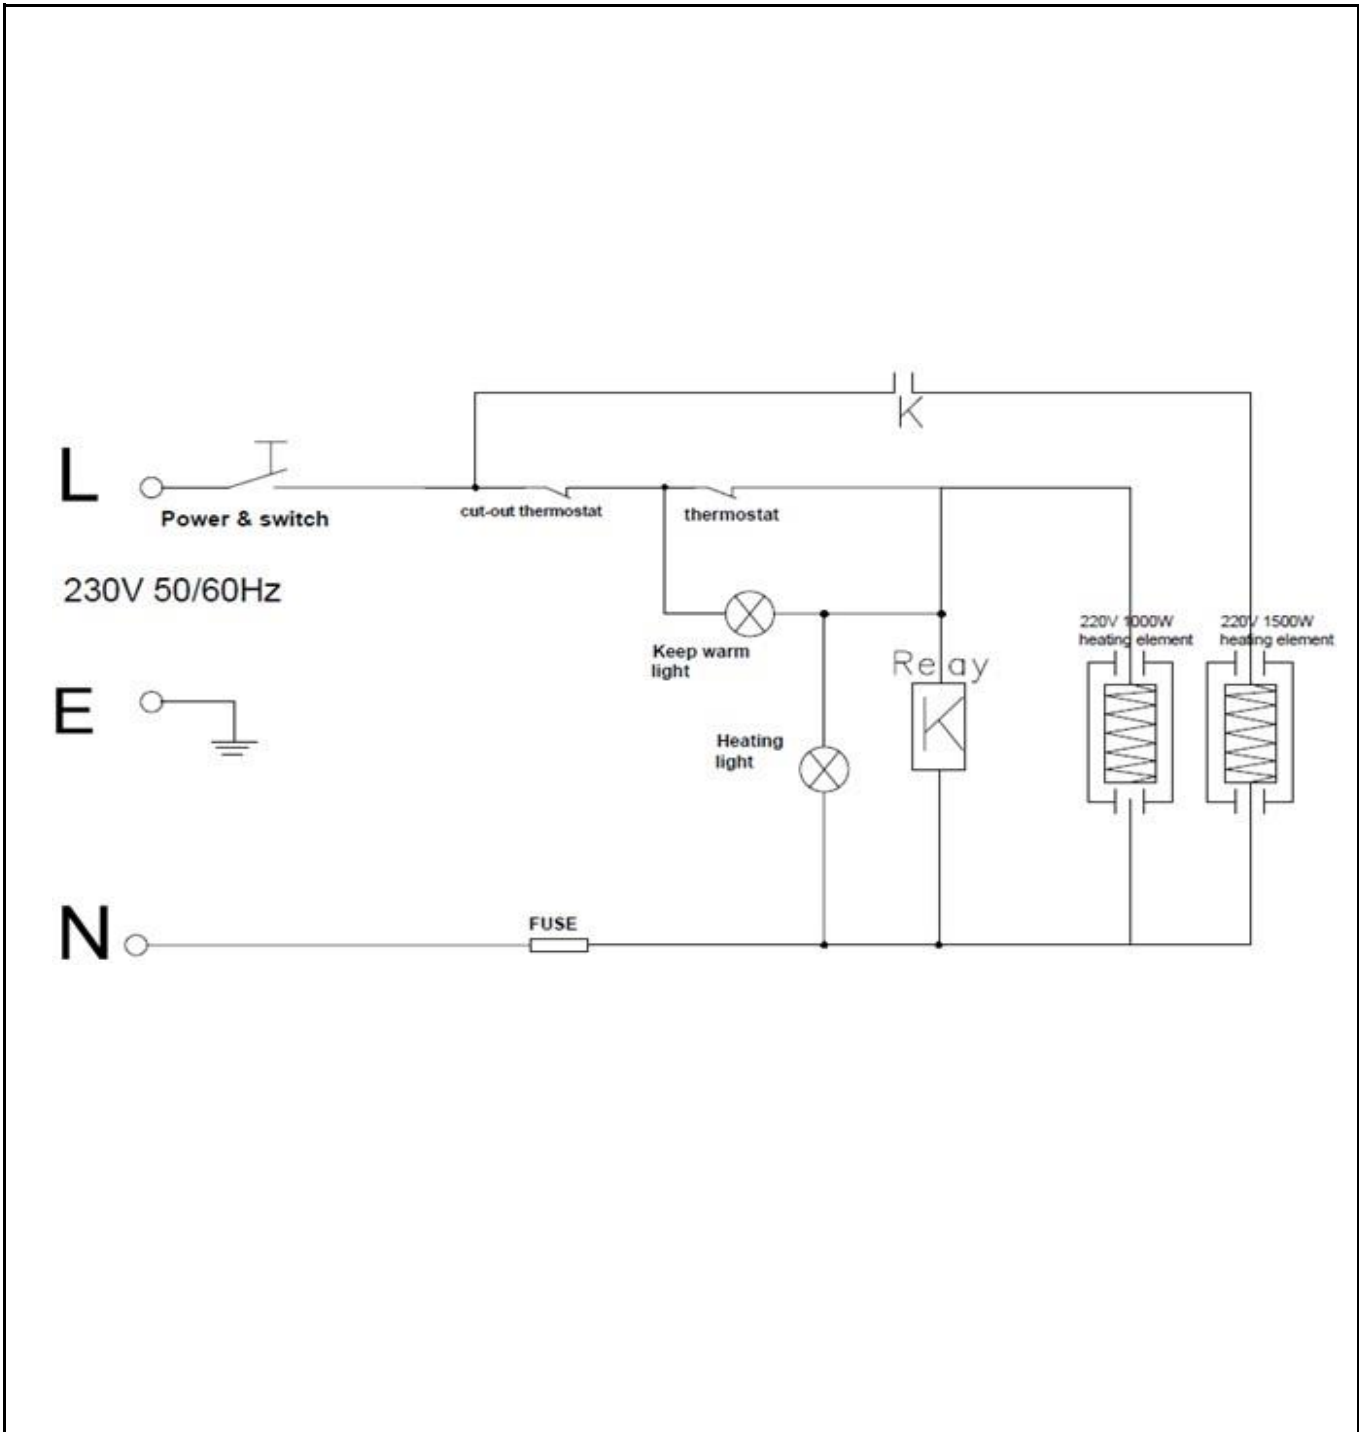 K
L
Power & switch
cut-out thermostat
thermostat
230V 50/60Hz
220V 1000W
heating element
220V 1500W
heating element
Keep warm
light
Relay
K
E
Heating
light
N
FUSE